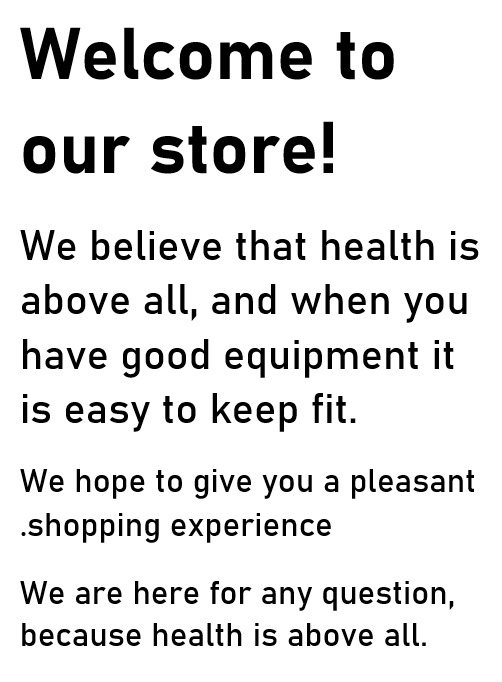 Welcome to
our store!
We believe that health is
above all, and when you
have good equipment it
is easy to keep fit.
We hope to give you a pleasant
.shopping experience
We are here for any question,
because health is above all.